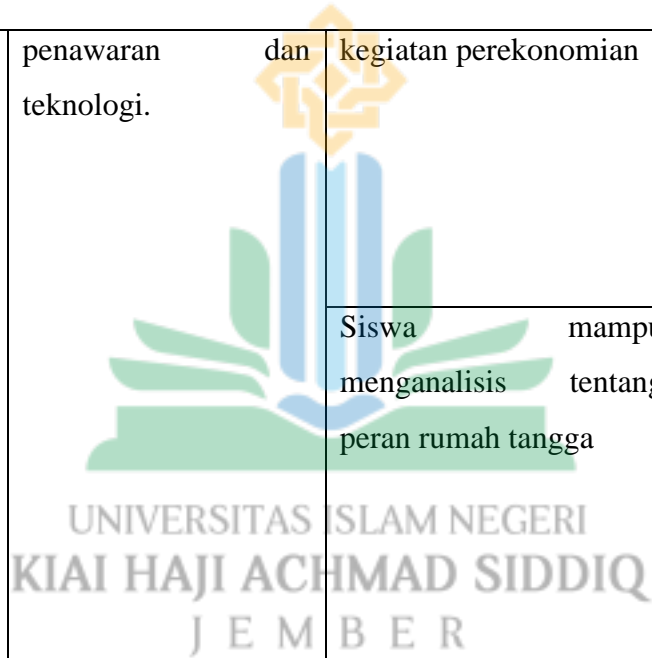 penawaran dan
teknologi.
kegiatan perekonomian
Siswa mampu
menganalisis tentang
peran rumah tangga
UNIVERSITAS ISLAM NEGERI
KIAI HAJI ACHMAD SIDDIQ
JEMBER